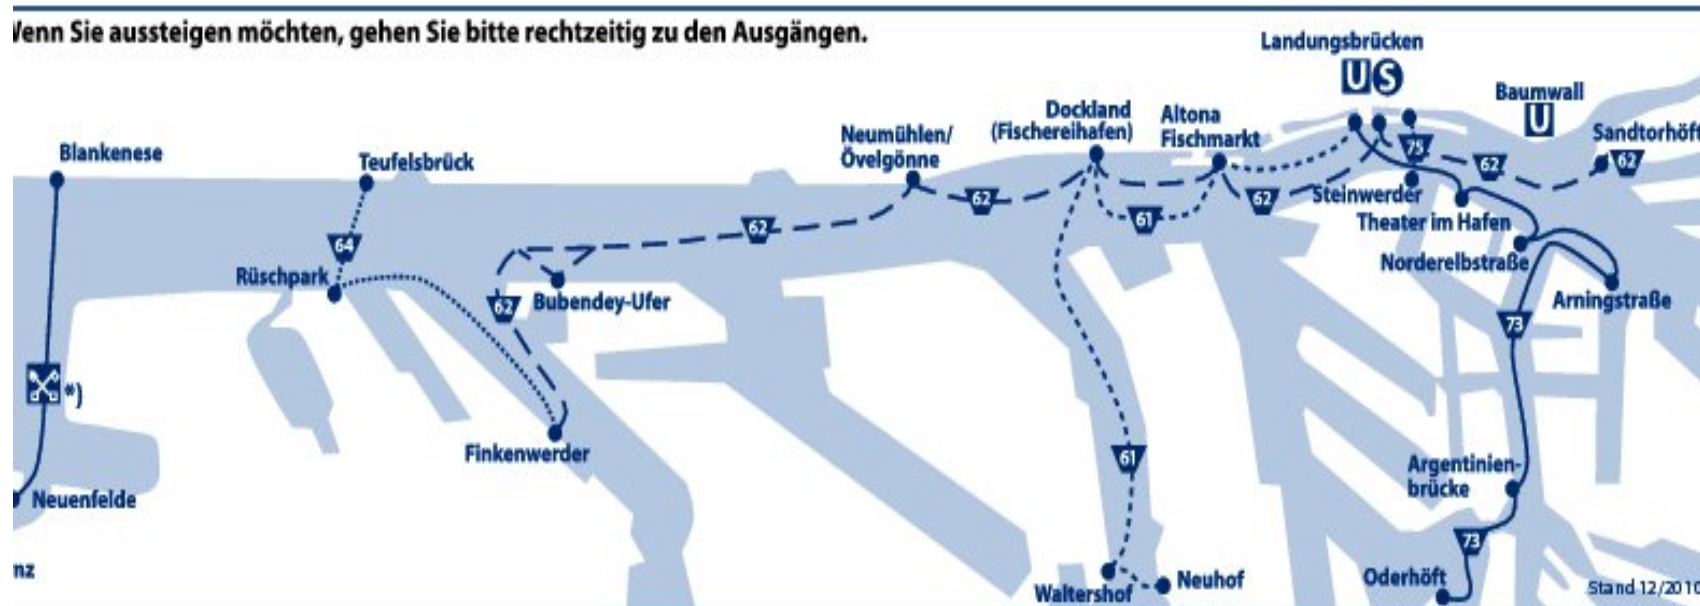 Wenn Sie aussteigen möchten, gehen Sie bitte rechtzeitig zu den Ausgängen.
Landungsbrücken
U S
Baumwall
U
Sandtorhöft
62
Dockland
(Fischereihafen)
Altona
Fischmarkt
Neumühlen/
Övelgönne
Blankenese
Teufelsbrück
75
62
62
62
61
62
Steinwerder
Theater im Hafen
Norderelbstraße
Arningstraße
64
Rüschpark
62
Bubendey-Ufer
73
*)
Finkenwerder
61
Argentinien-
brücke
Neuenfelde
73
nz
Waltershof
Neuhof
Oderhöft
Stand 12/2010